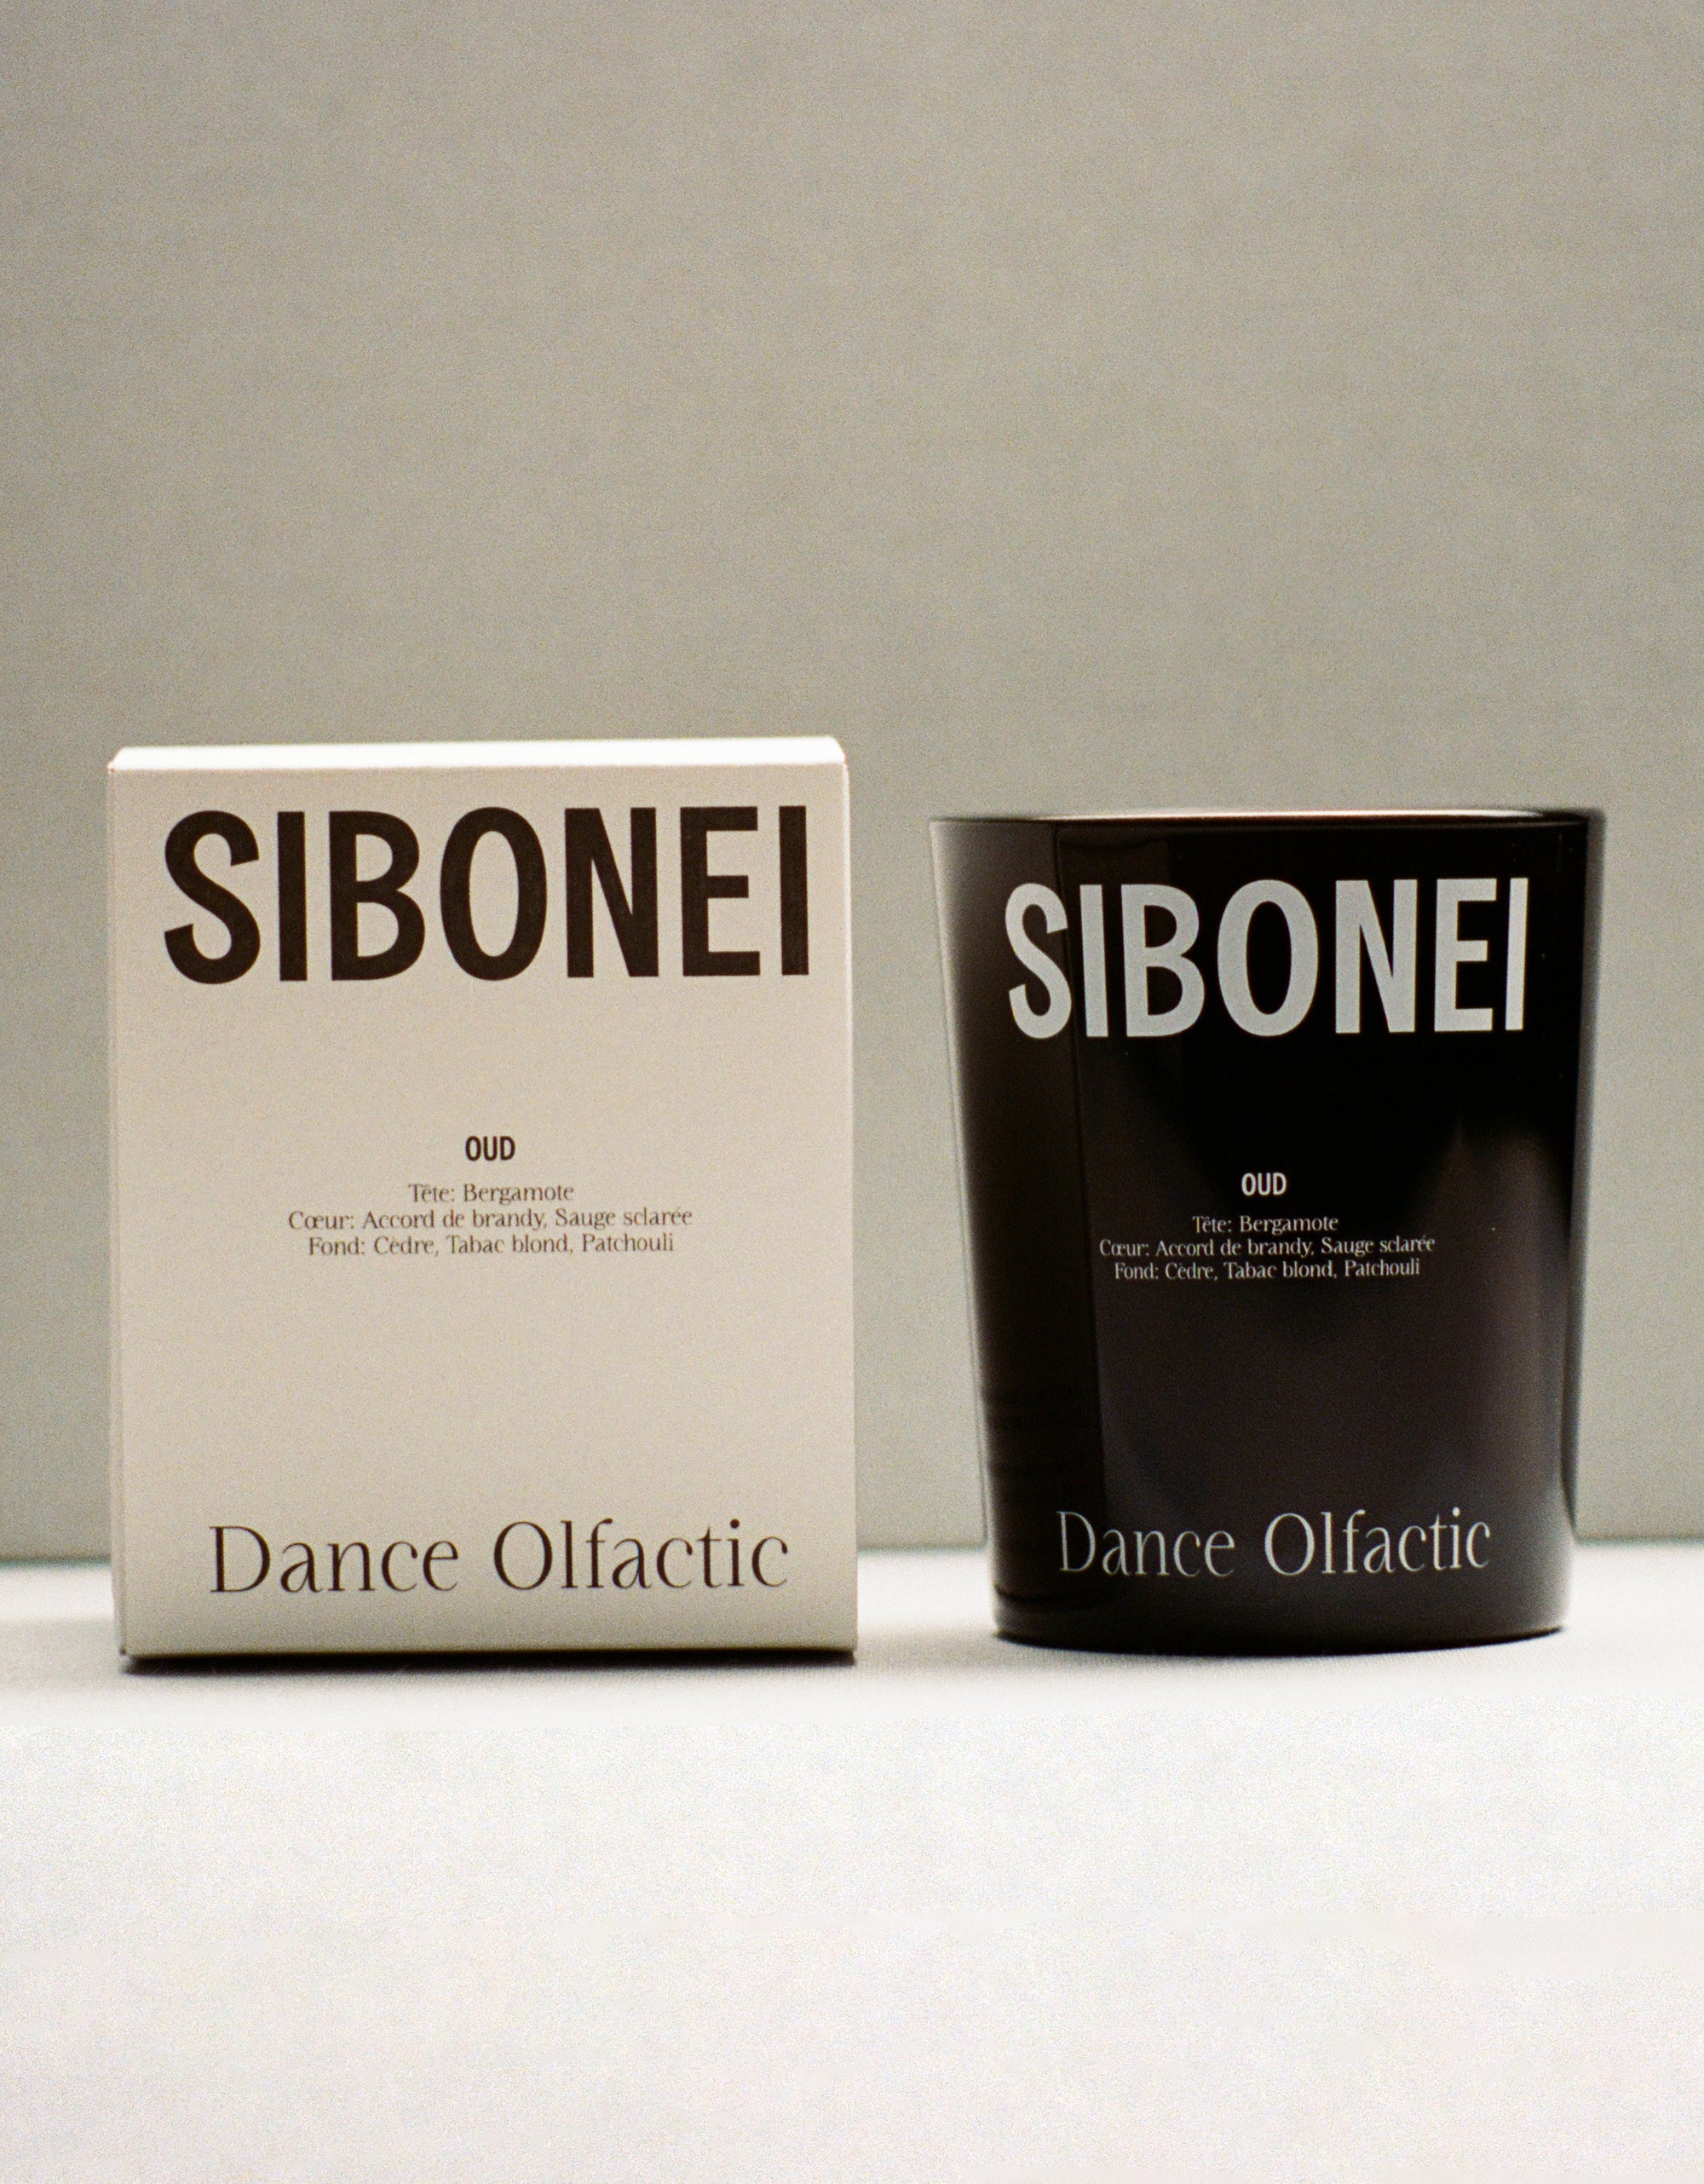 SIBONEI
OUD
Tête: Bergamote
Cœur: Accord de brandy, Sauge sclarée
Fond: Cèdre, Tabac blond, Patchouli
Dance Olfactic
SIBONEI
OUD
Tête: Bergamote
Cœur: Accord de brandy, Sauge sclarée
Fond: Cèdre, Tabac blond, Patchouli
Dance Olfactic